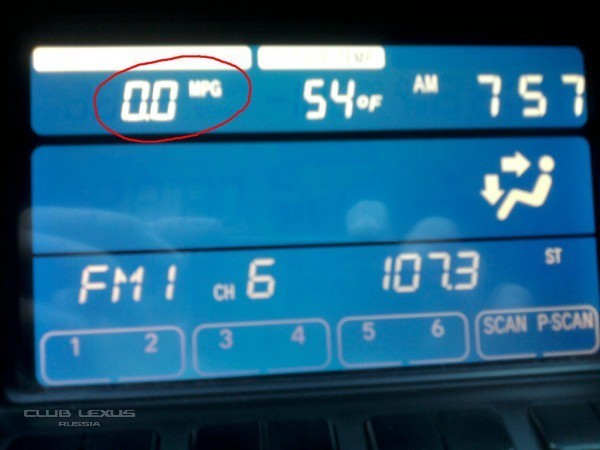 0.0 MPG 54°F AM 7 57
FM1 CH 6 107.3 ST
1 2 3 4 5 6 SCAN P·SCAN
CLUB LEXUS
RUSSIA